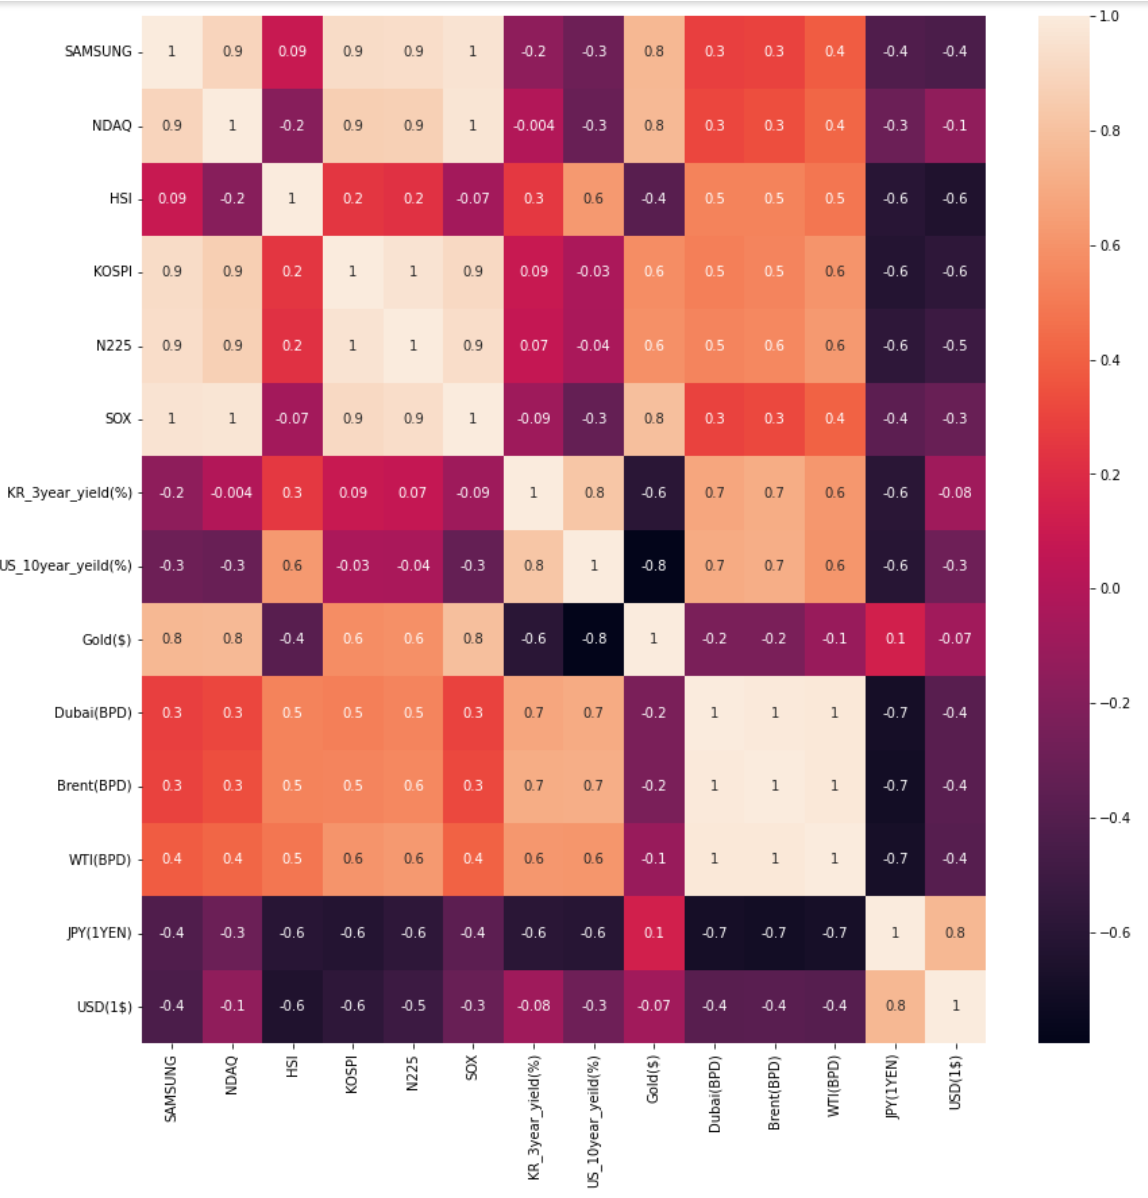 SAMSUNG 1 0.9 0.09 0.9 0.9 1 -0.2 -0.3 0.8 0.3 0.3 0.4 -0.4 -0.4
NDAQ 0.9 1 -0.2 0.9 0.9 1 -0.004 -0.3 0.8 0.3 0.3 0.4 -0.3 -0.1
HSI 0.09 -0.2 1 0.2 0.2 -0.07 0.3 0.6 -0.4 0.5 0.5 0.5 -0.6 -0.6
KOSPI 0.9 0.9 0.2 1 1 0.9 0.09 -0.03 0.6 0.5 0.5 0.6 -0.6 -0.6
N225 0.9 0.9 0.2 1 1 0.9 0.07 -0.04 0.6 0.5 0.6 0.6 -0.6 -0.5
SOX 1 1 -0.07 0.9 0.9 1 -0.09 -0.3 0.8 0.3 0.3 0.4 -0.4 -0.3
KR_3year_yield(%) -0.2 -0.004 0.3 0.09 0.07 -0.09 1 0.8 -0.6 0.7 0.7 0.6 -0.6 -0.08
US_10year_yeild(%) -0.3 -0.3 0.6 -0.03 -0.04 -0.3 0.8 1 -0.8 0.7 0.7 0.6 -0.6 -0.3
Gold($) 0.8 0.8 -0.4 0.6 0.6 0.8 -0.6 -0.8 1 -0.2 -0.2 -0.1 0.1 -0.07
Dubai(BPD) 0.3 0.3 0.5 0.5 0.5 0.3 0.7 0.7 -0.2 1 1 1 -0.7 -0.4
Brent(BPD) 0.3 0.3 0.5 0.5 0.6 0.3 0.7 0.7 -0.2 1 1 1 -0.7 -0.4
WTI(BPD) 0.4 0.4 0.5 0.6 0.6 0.4 0.6 0.6 -0.1 1 1 1 -0.7 -0.4
JPY(1YEN) -0.4 -0.3 -0.6 -0.6 -0.6 -0.4 -0.6 -0.6 0.1 -0.7 -0.7 -0.7 1 0.8
USD(1$) -0.4 -0.1 -0.6 -0.6 -0.5 -0.3 -0.08 -0.3 -0.07 -0.4 -0.4 -0.4 0.8 1
SAMSUNG
NDAQ
HSI
KOSPI
N225
SOX
KR_3year_yield(%)
US_10year_yeild(%)
Gold($)
Dubai(BPD)
Brent(BPD)
WTI(BPD)
JPY(1YEN)
USD(1$)
1.0
0.8
0.6
0.4
0.2
0.0
−0.2
−0.4
−0.6